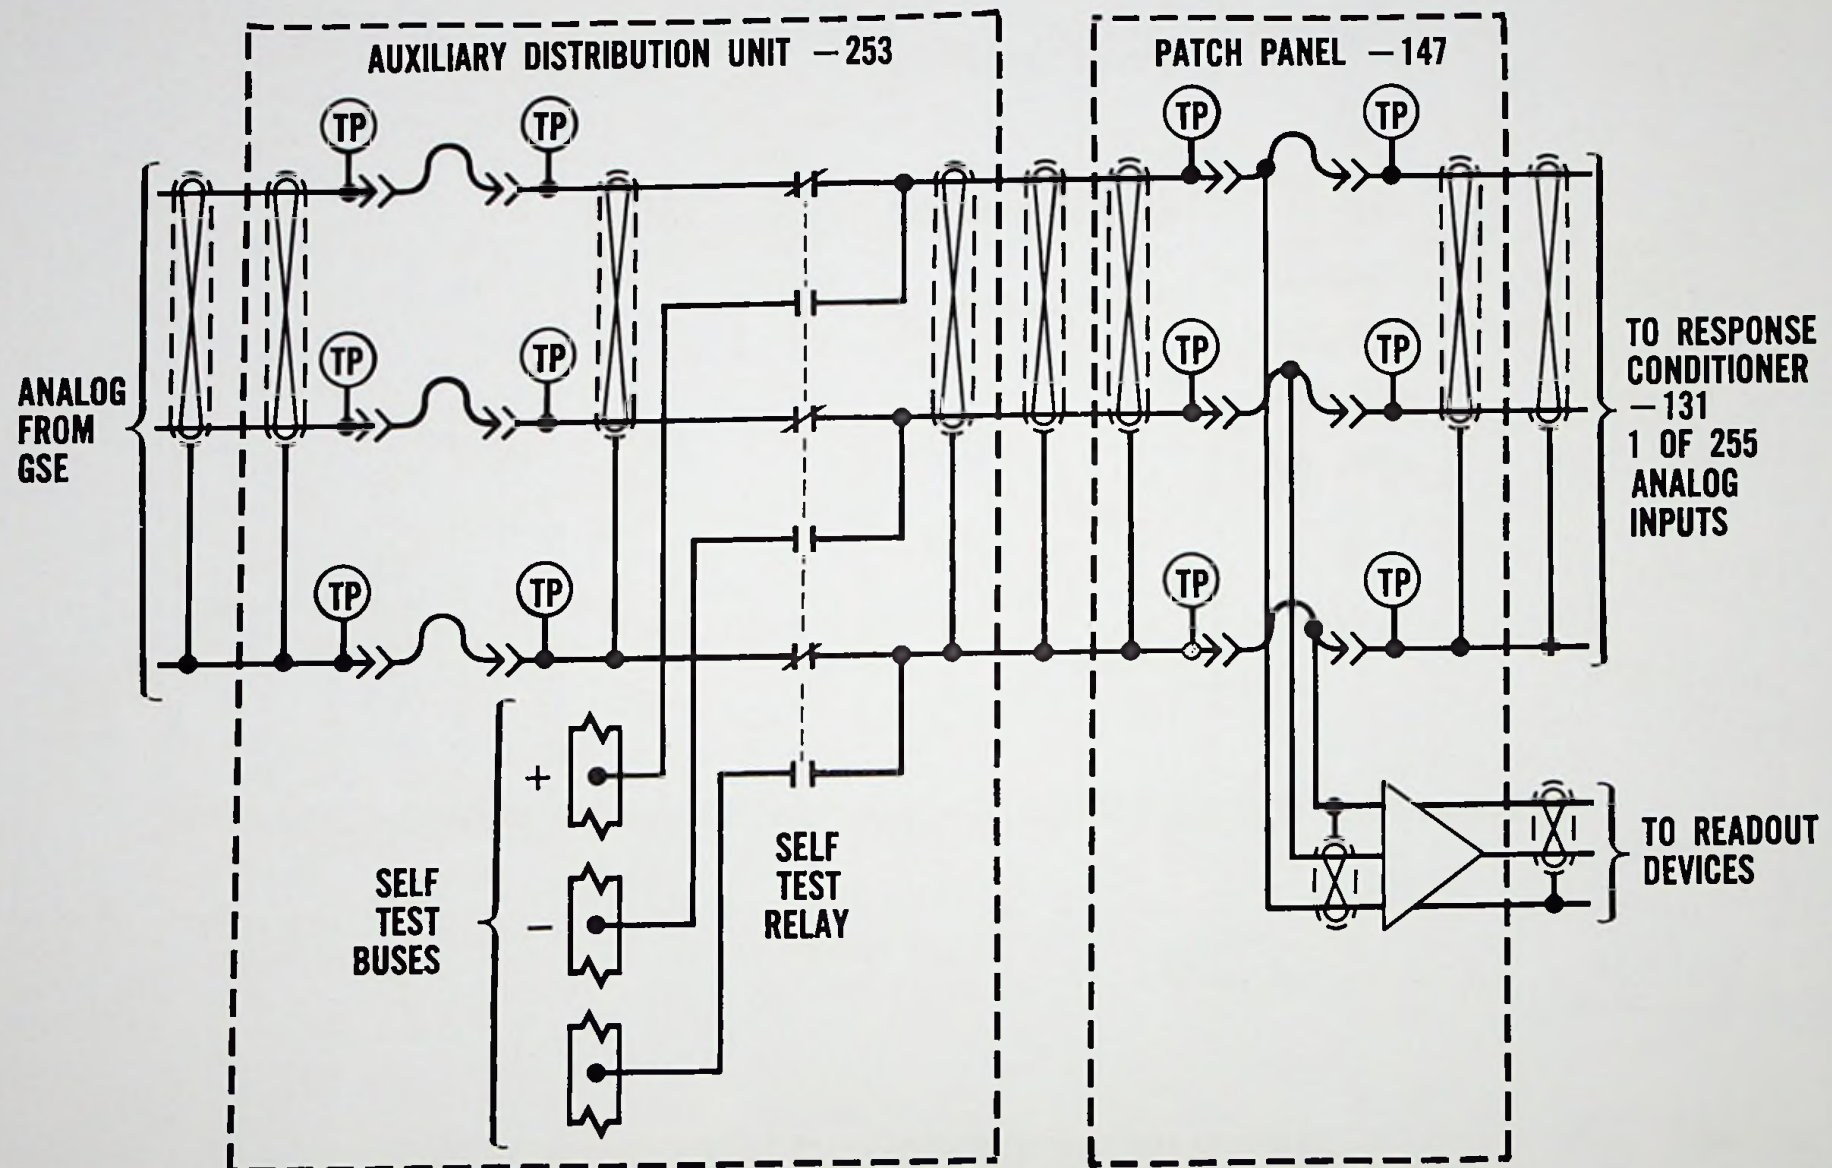 AUXILIARY DISTRIBUTION UNIT –253
PATCH PANEL –147
TP
TP
TP
TP
TP
TP
TP
TP
TP
TP
TP
TP
ANALOG
FROM
GSE
TO RESPONSE
CONDITIONER
–131
1 OF 255
ANALOG
INPUTS
+
–
SELF
TEST
BUSES
SELF
TEST
RELAY
TO READOUT
DEVICES